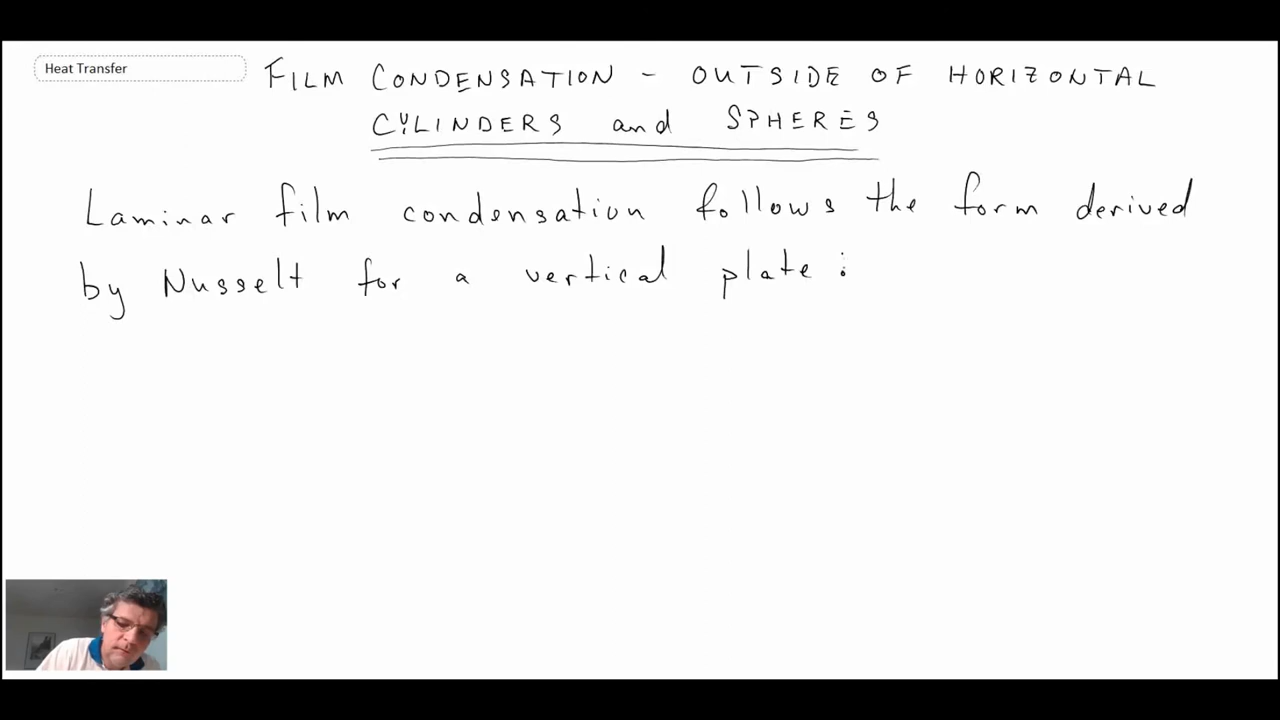 Heat Transfer
FILM CONDENSATION - OUTSIDE OF HORIZONTAL
CYLINDERS and SPHERES
Laminar film condensation follows the form derived
by Nusselt for a vertical plate :